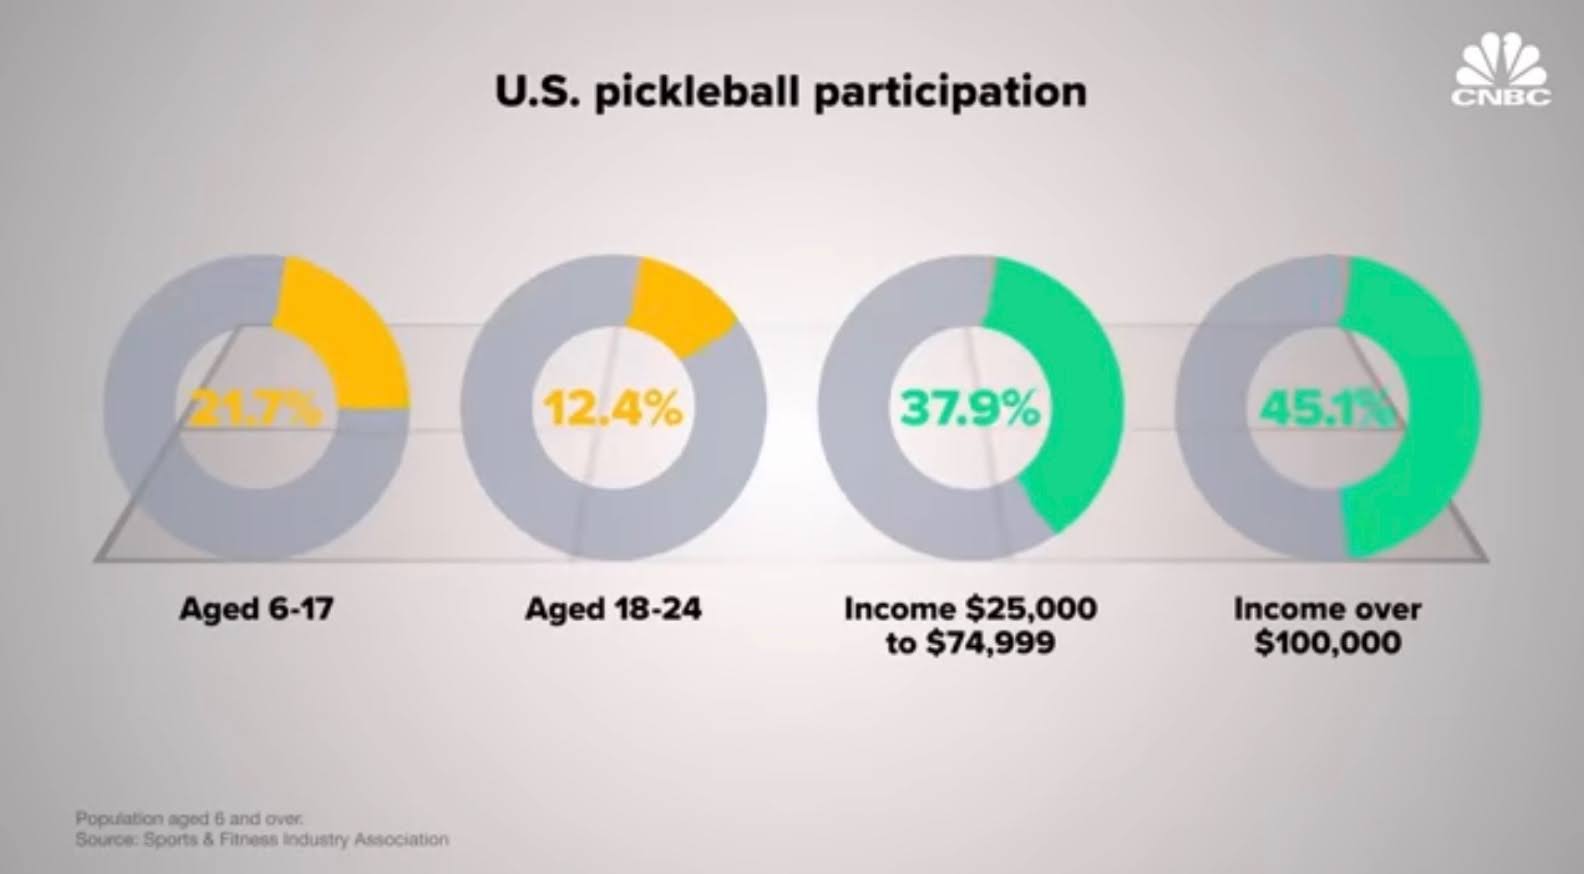 U.S. pickleball participation
CNBC
21.7%
12.4%
37.9%
45.1%
Aged 6-17
Aged 18-24
Income $25,000
to $74,999
Income over
$100,000
Population aged 6 and over.
Source: Sports & Fitness Industry Association